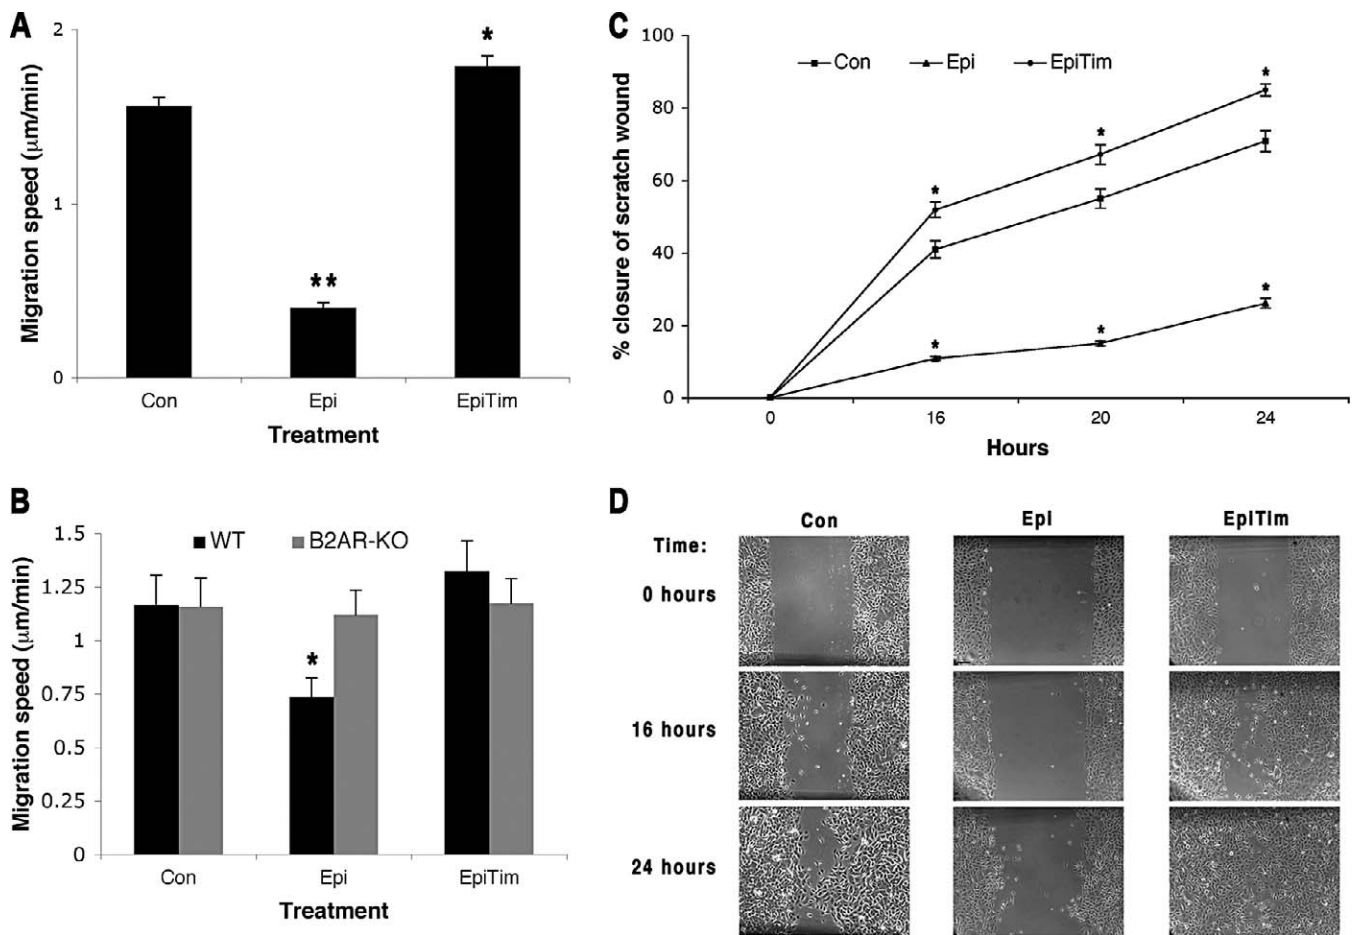 A
Migration speed (μm/min)
2
1
0
*
**
Con Epi EpiTim
Treatment
B
Migration speed (μm/min)
WT B2AR-KO
1.5
1.25
1
0.75
0.5
0.25
0
*
Con Epi EpiTim
Treatment
C
% closure of scratch wound
Con Epi EpiTim
100
80
60
40
20
0
* * *
* * *
0 16 20 24
Hours
D
Con Epi EpiTim
Time:
0 hours
16 hours
24 hours